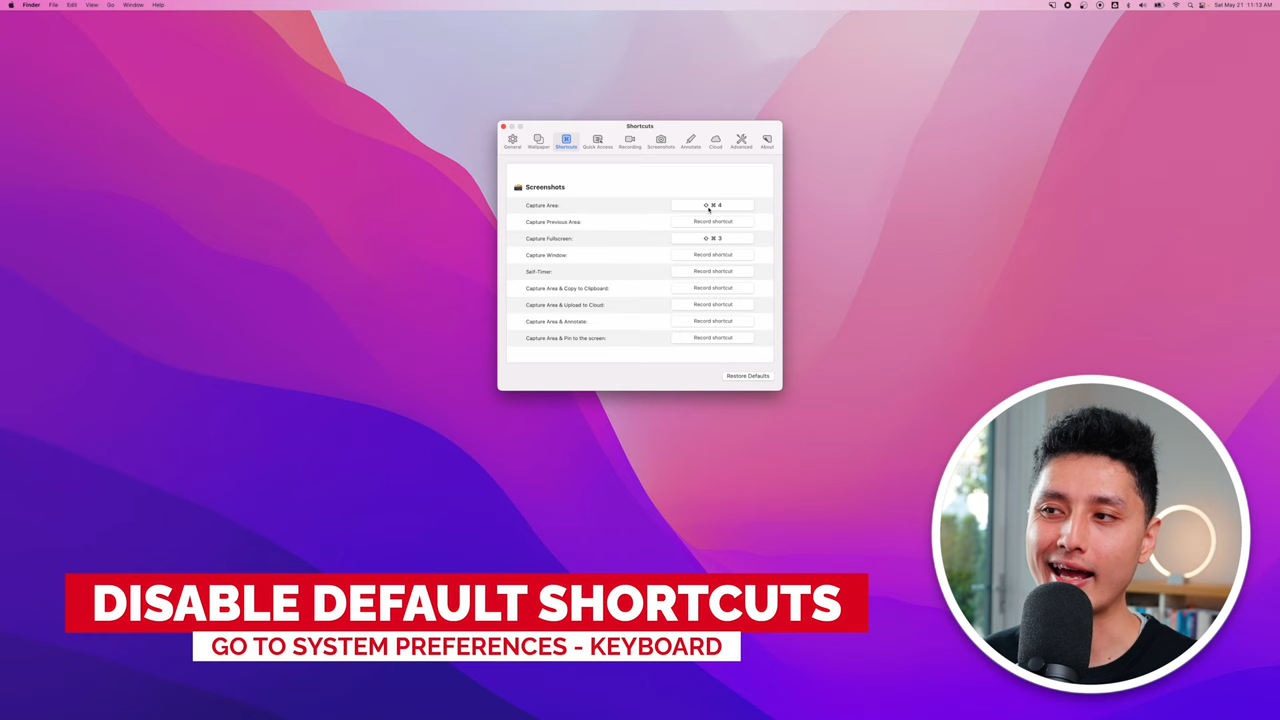 Finder File Edit View Go Window Help
Sat May 21 11:13 AM
Shortcuts
General Wallpaper Shortcuts Quick Access Recording Screenshots Annotate Cloud Advanced About
Screenshots
Capture Area: ⇧ ⌘ 4
Capture Previous Area: Record shortcut
Capture Fullscreen: ⇧ ⌘ 3
Capture Window: Record shortcut
Self-Timer: Record shortcut
Capture Area & Copy to Clipboard: Record shortcut
Capture Area & Upload to Cloud: Record shortcut
Capture Area & Annotate: Record shortcut
Capture Area & Pin to the screen: Record shortcut
Restore Defaults
DISABLE DEFAULT SHORTCUTS
GO TO SYSTEM PREFERENCES - KEYBOARD